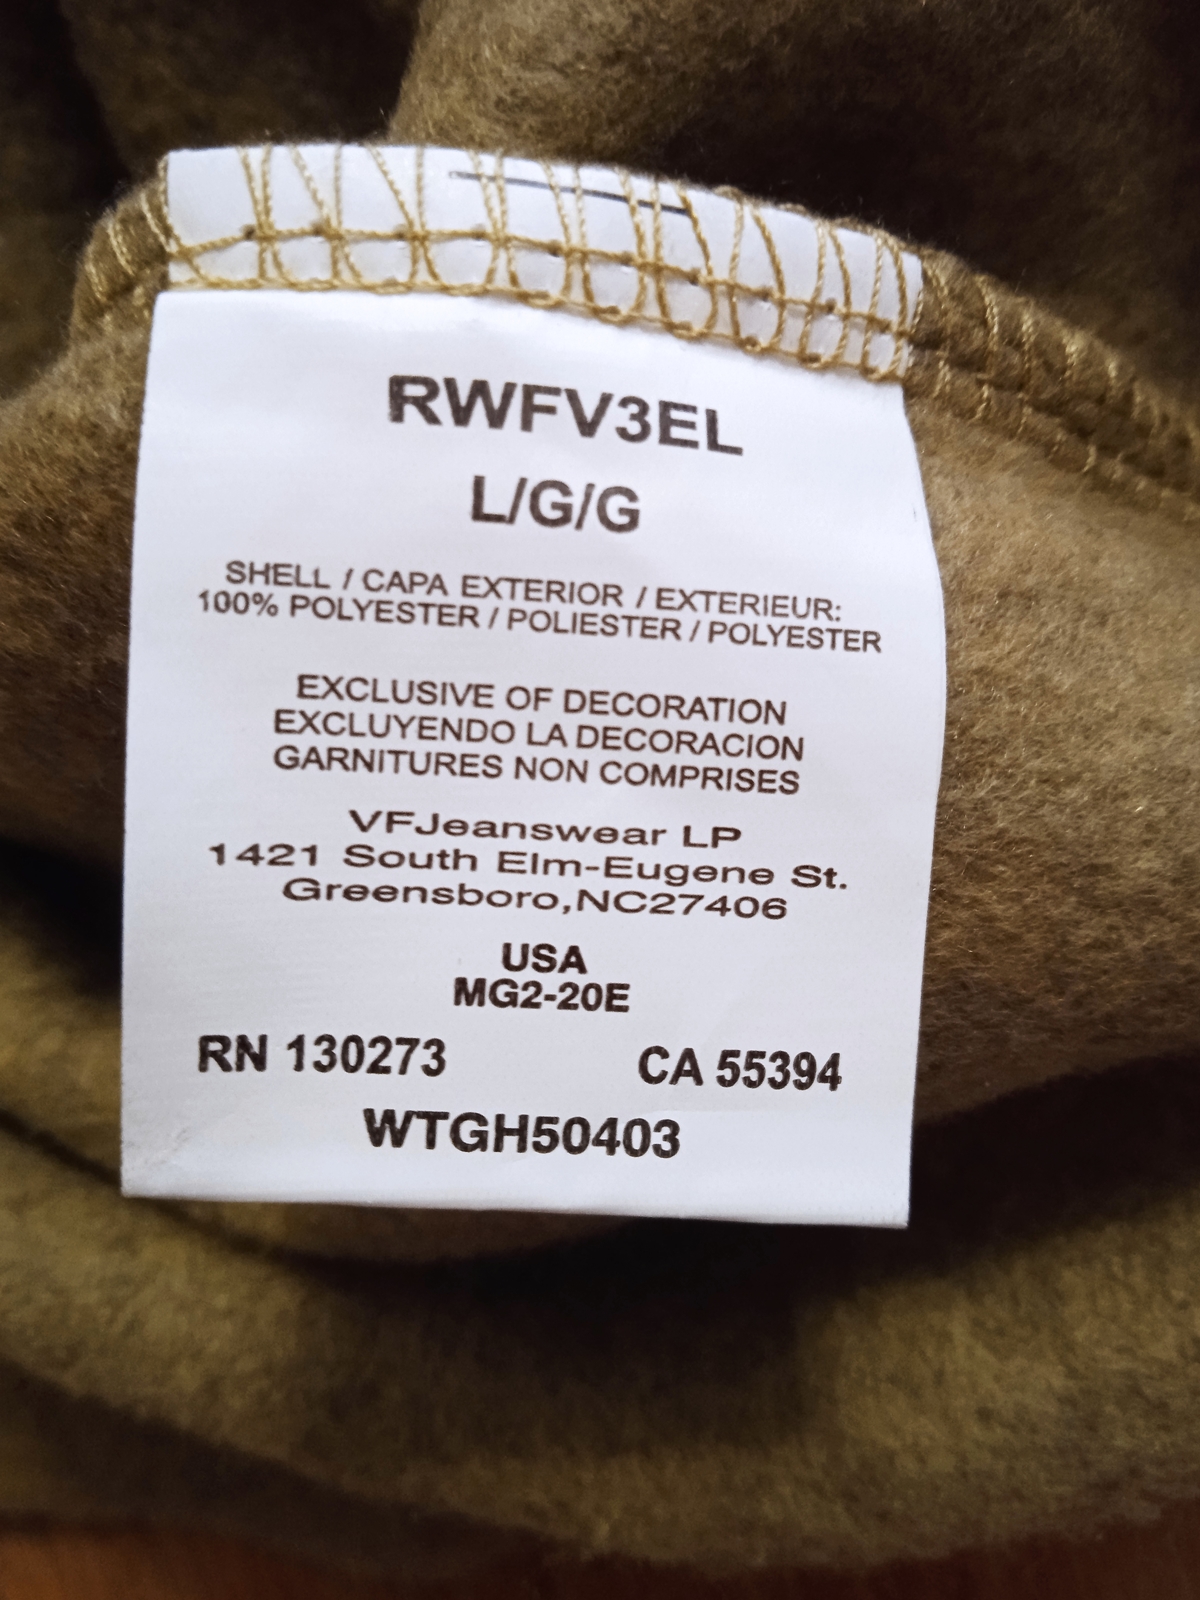 RWFV3EL
L/G/G
SHELL / CAPA EXTERIOR / EXTERIEUR:
100% POLYESTER / POLIESTER / POLYESTER
EXCLUSIVE OF DECORATION
EXCLUYENDO LA DECORACION
GARNITURES NON COMPRISES
VFJeanswear LP
1421 South Elm-Eugene St.
Greensboro,NC27406
USA
MG2-20E
RN 130273 CA 55394
WTGH50403